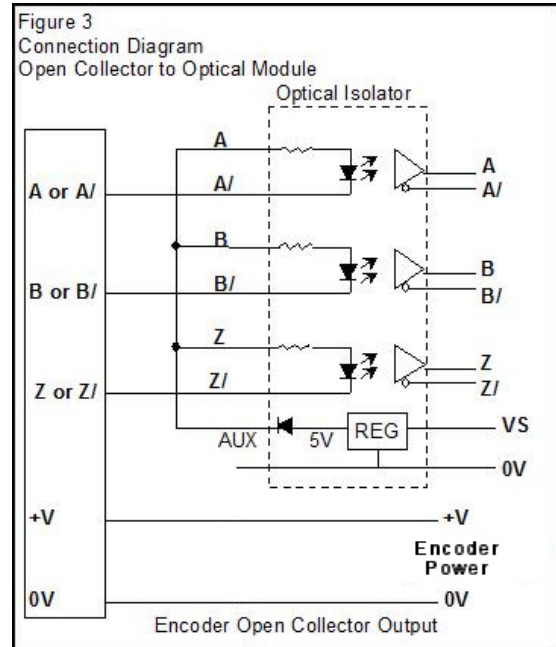 Figure 3
Connection Diagram
Open Collector to Optical Module
Optical Isolator
A
A or A/
A/
A
A/
B
B or B/
B/
B
B/
Z
Z or Z/
Z/
Z
Z/
AUX
5V
REG
VS
0V
+V
+V
Encoder
Power
0V
0V
Encoder Open Collector Output